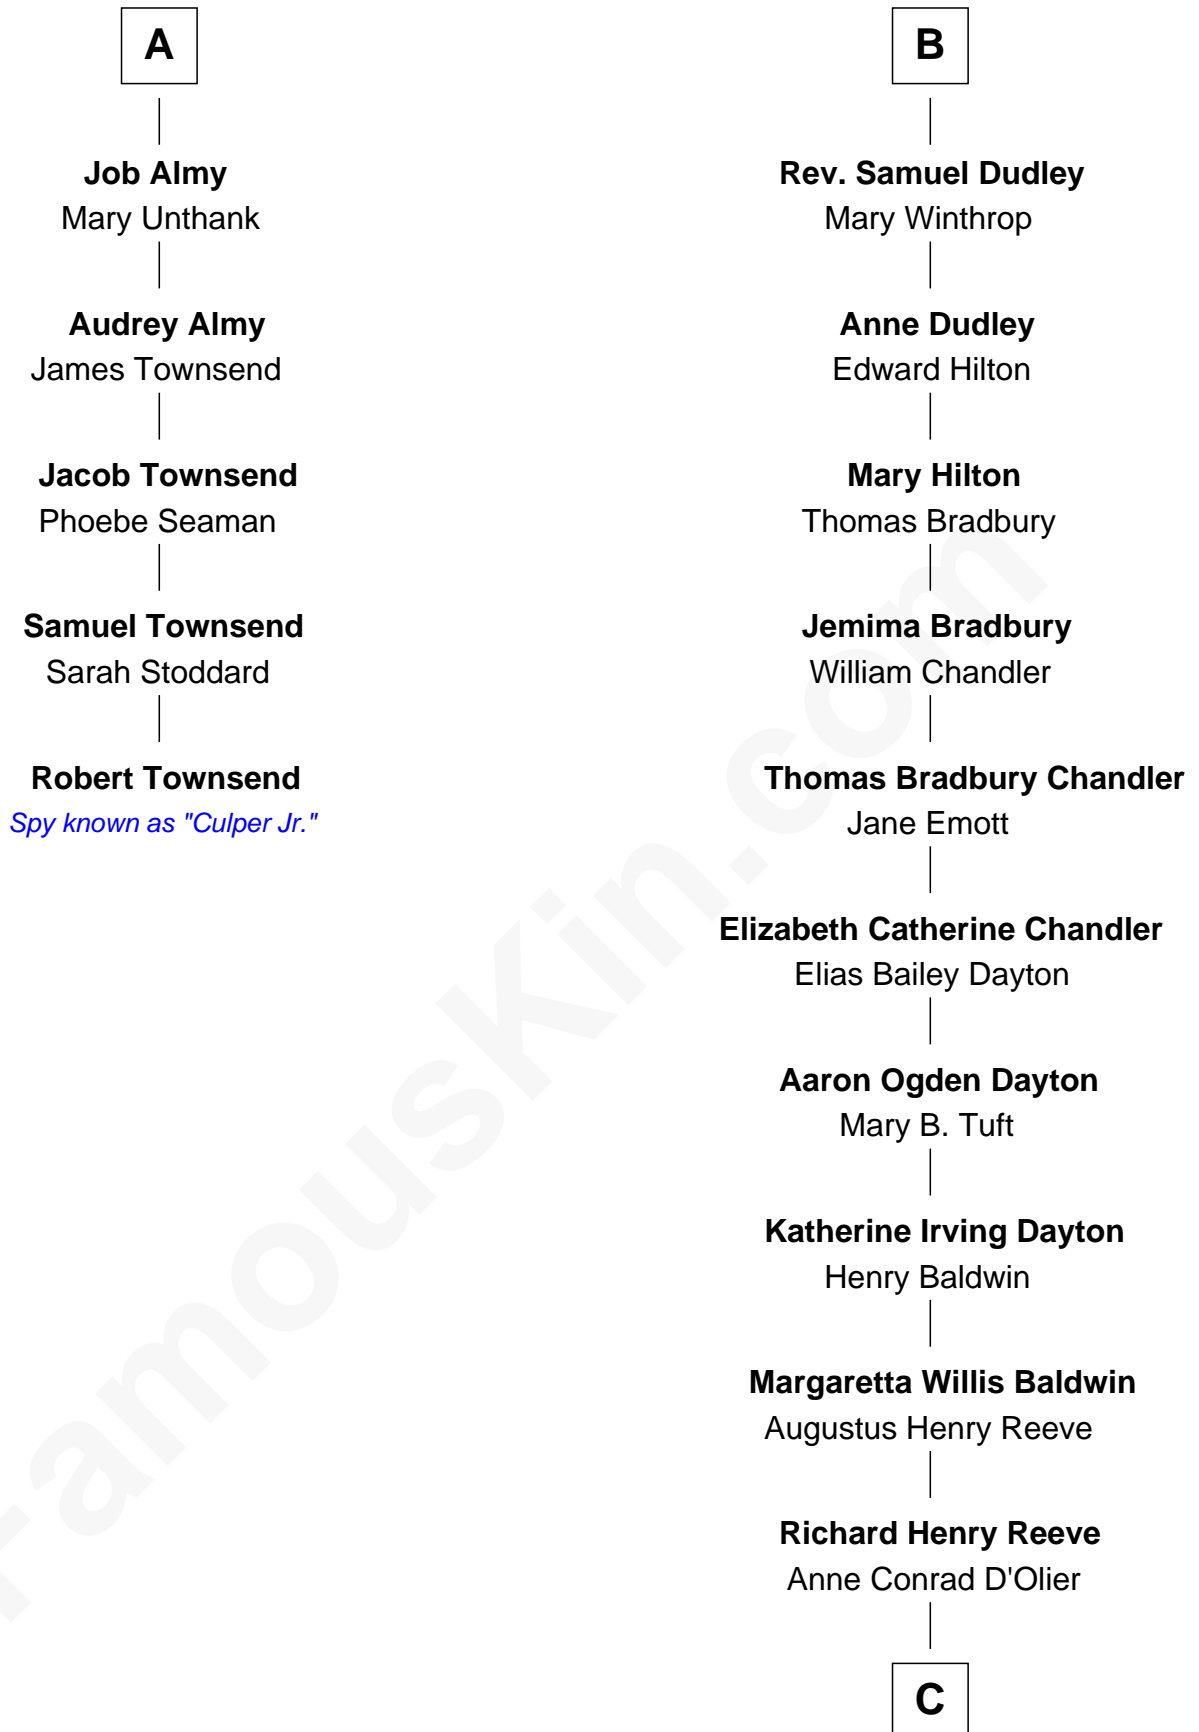 A
Job Almy
Mary Unthank
Audrey Almy
James Townsend
Jacob Townsend
Phoebe Seaman
Samuel Townsend
Sarah Stoddard
Robert Townsend
Spy known as "Culper Jr."
B
Rev. Samuel Dudley
Mary Winthrop
Anne Dudley
Edward Hilton
Mary Hilton
Thomas Bradbury
Jemima Bradbury
William Chandler
Thomas Bradbury Chandler
Jane Emott
Elizabeth Catherine Chandler
Elias Bailey Dayton
Aaron Ogden Dayton
Mary B. Tuft
Katherine Irving Dayton
Henry Baldwin
Margaretta Willis Baldwin
Augustus Henry Reeve
Richard Henry Reeve
Anne Conrad D'Olier
C
FamousKin.com